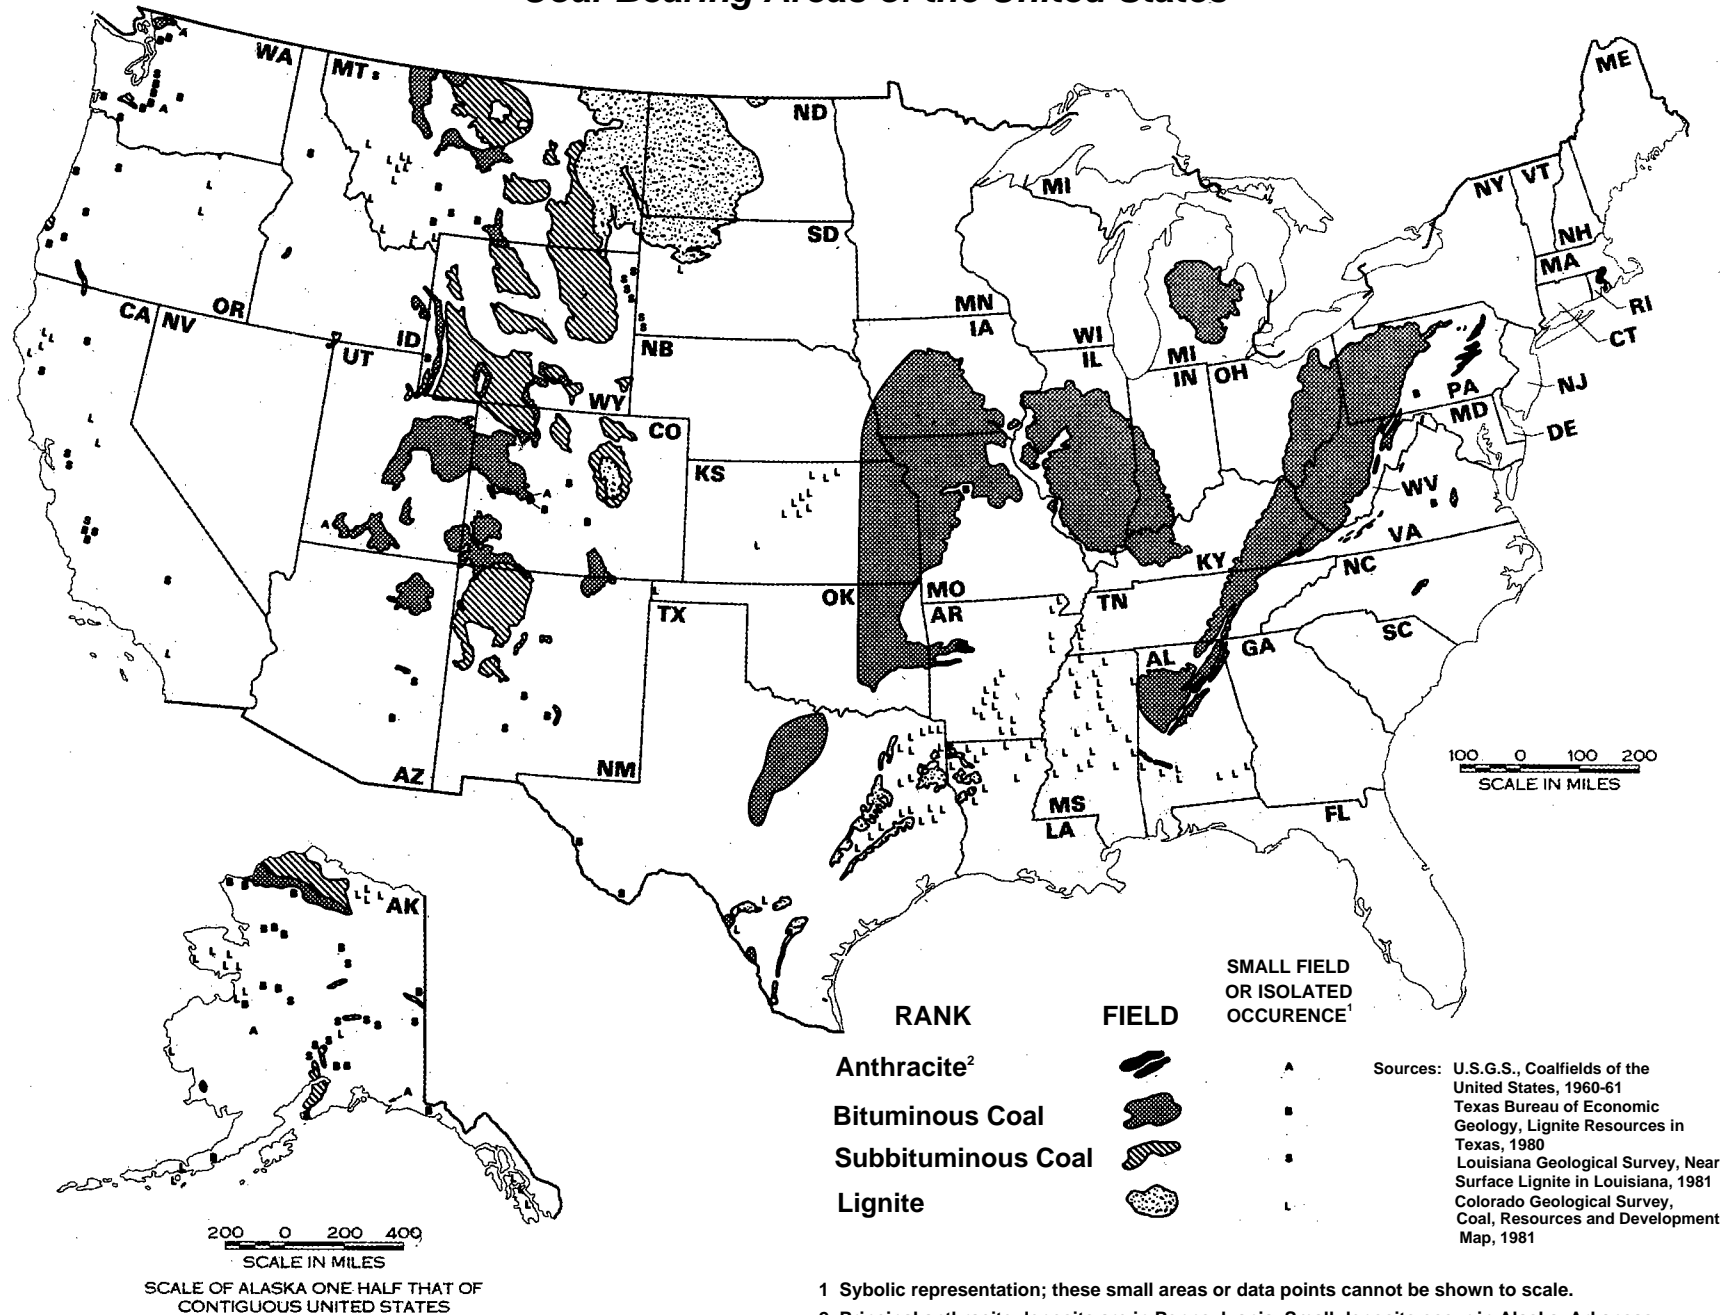 Coal Bearing Areas of the United States
WA
MT
ND
ME
MI
NY
VT
NH
MA
RI
CT
SD
MN
IA
WI
IL
MI
IN
OH
PA
NJ
MD
DE
CA
NV
OR
ID
UT
NB
WY
CO
KS
WV
VA
KY
NC
MO
AR
OK
TX
TN
SC
AL
GA
AZ
NM
MS
LA
FL
AK
100 0 100 200
SCALE IN MILES
200 0 200 400
SCALE IN MILES
SCALE OF ALASKA ONE HALF THAT OF
CONTIGUOUS UNITED STATES
RANK
FIELD
SMALL FIELD
OR ISOLATED
OCCURENCE1
Anthracite2 A
Bituminous Coal B
Subbituminous Coal S
Lignite L
Sources: U.S.G.S., Coalfields of the
United States, 1960-61
Texas Bureau of Economic
Geology, Lignite Resources in
Texas, 1980
Louisiana Geological Survey, Near
Surface Lignite in Louisiana, 1981
Colorado Geological Survey,
Coal, Resources and Development
Map, 1981
1 Sybolic representation; these small areas or data points cannot be shown to scale.